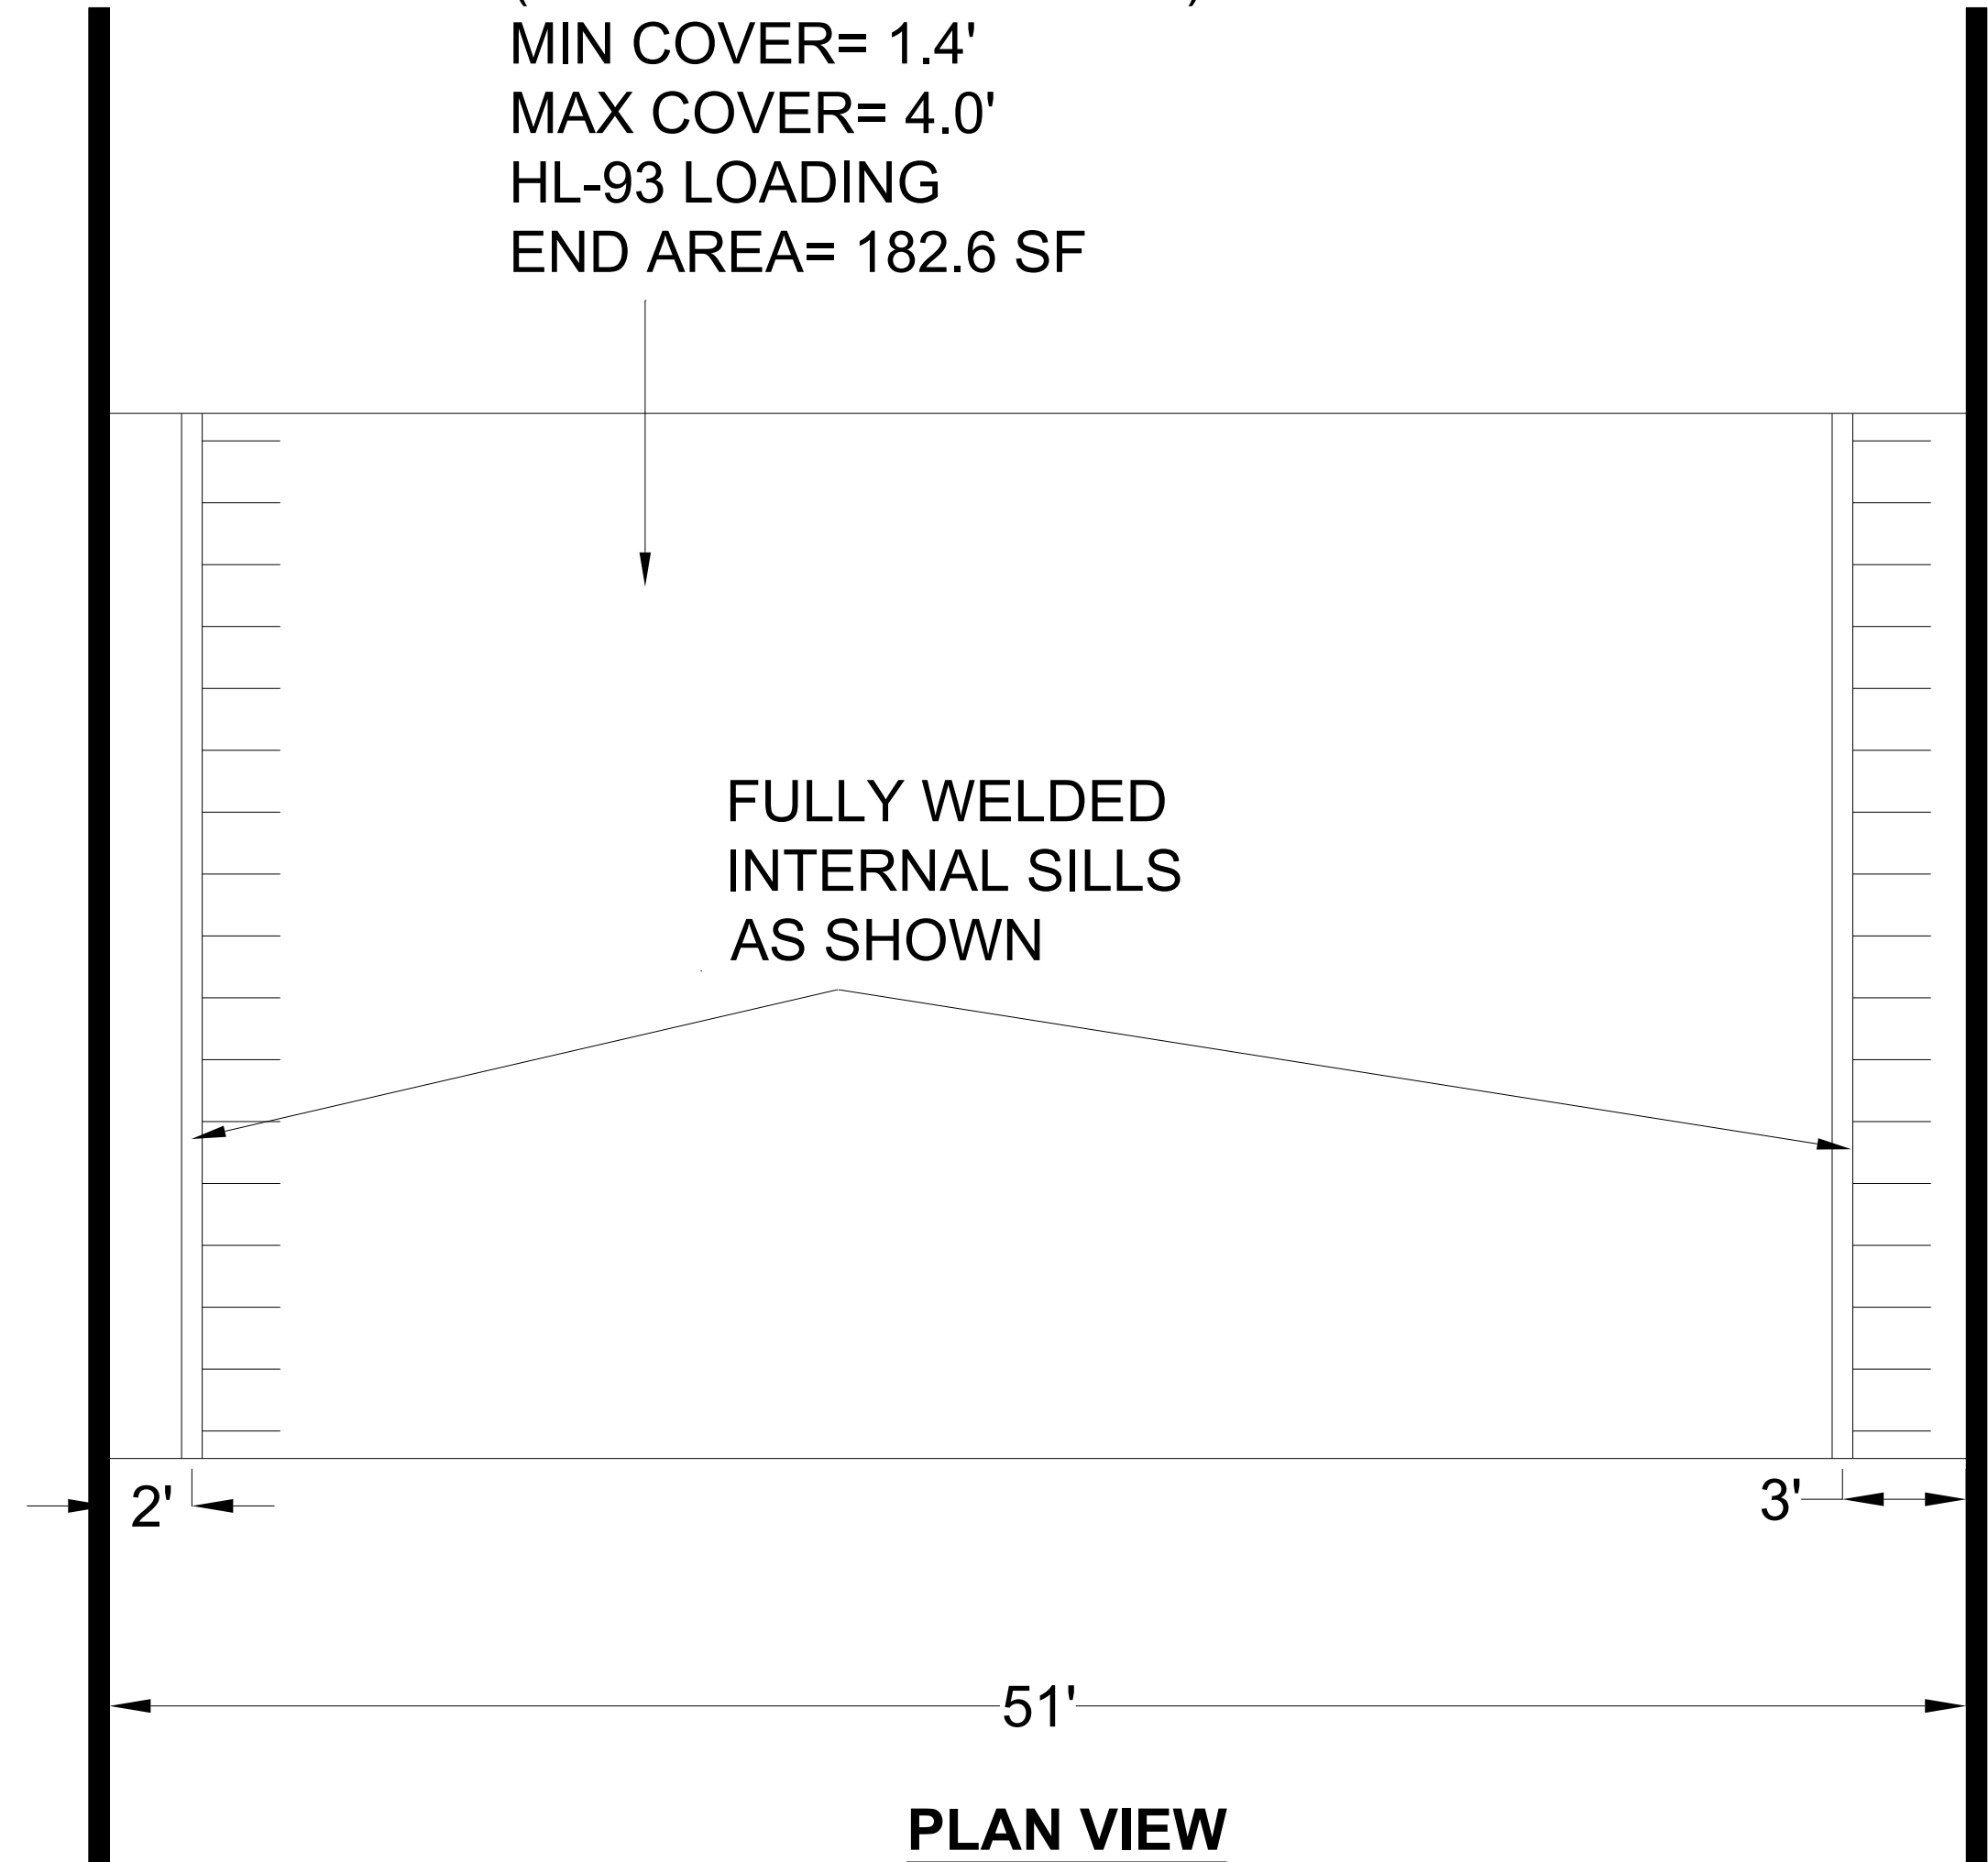 MIN COVER= 1.4'
MAX COVER= 4.0'
HL-93 LOADING
END AREA= 182.6 SF
FULLY WELDED
INTERNAL SILLS
AS SHOWN
2'
3'
51'
PLAN VIEW